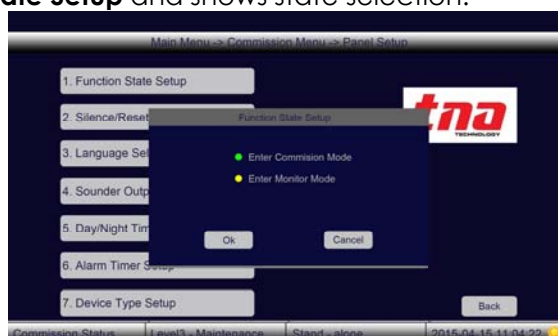 and shows state selection.
Main Menu -> Commission Menu -> Panel Setup
1. Function State Setup
2. Silence/Reset
tna
TECHNOLOGY
Function State Setup
3. Language Sel
Enter Commision Mode
4. Sounder Outp
Enter Monitor Mode
5. Day/Night Tim
Ok
Cancel
6. Alarm Timer
7. Device Type Setup
Back
Commission Status
Level3 - Maintenance
Stand - alone
2015-04-15 11:04:22